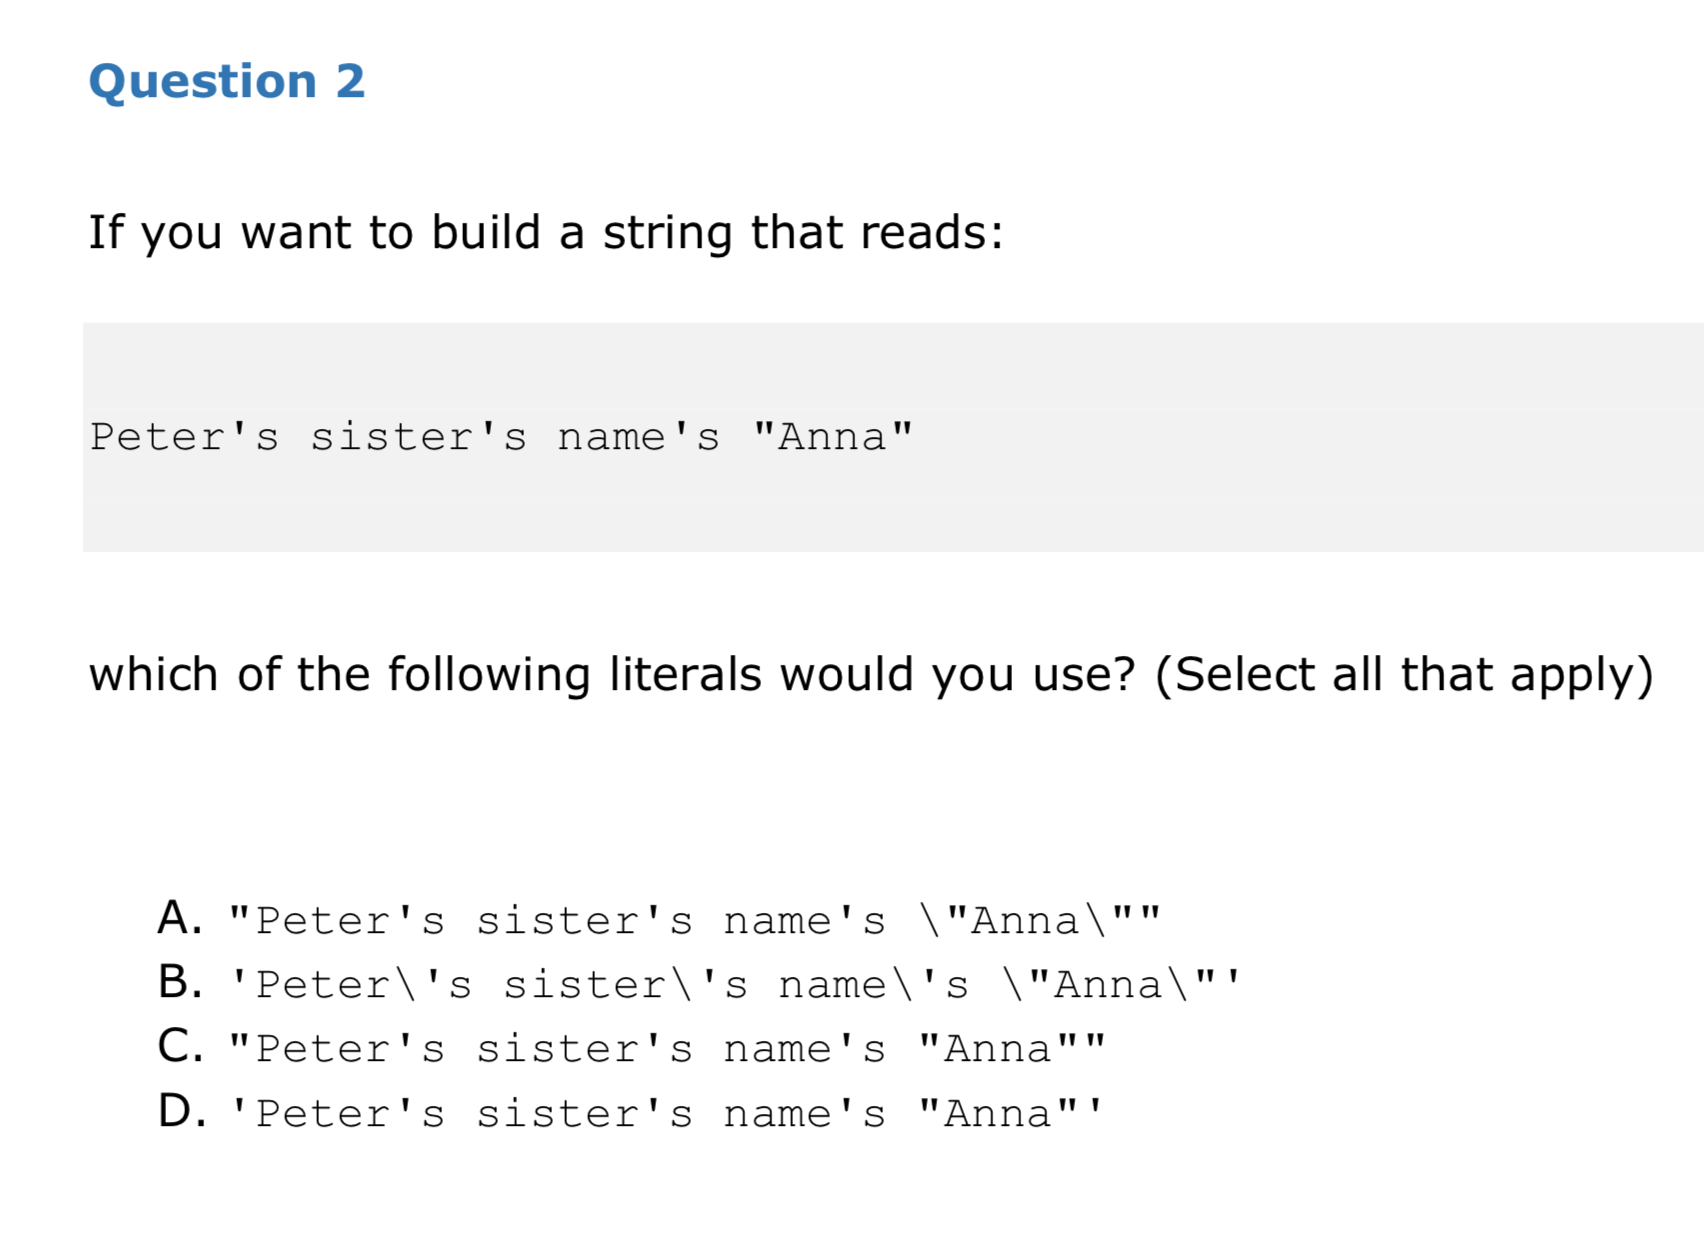 Question 2
If you want to build a string that reads:
Peter's sister's name's "Anna"
which of the following literals would you use? (Select all that apply)
A. "Peter's sister's name's \"Anna\""
B. 'Peter\'s sister\'s name\'s \"Anna\"'
C. "Peter's sister's name's "Anna""
D. 'Peter's sister's name's "Anna"'